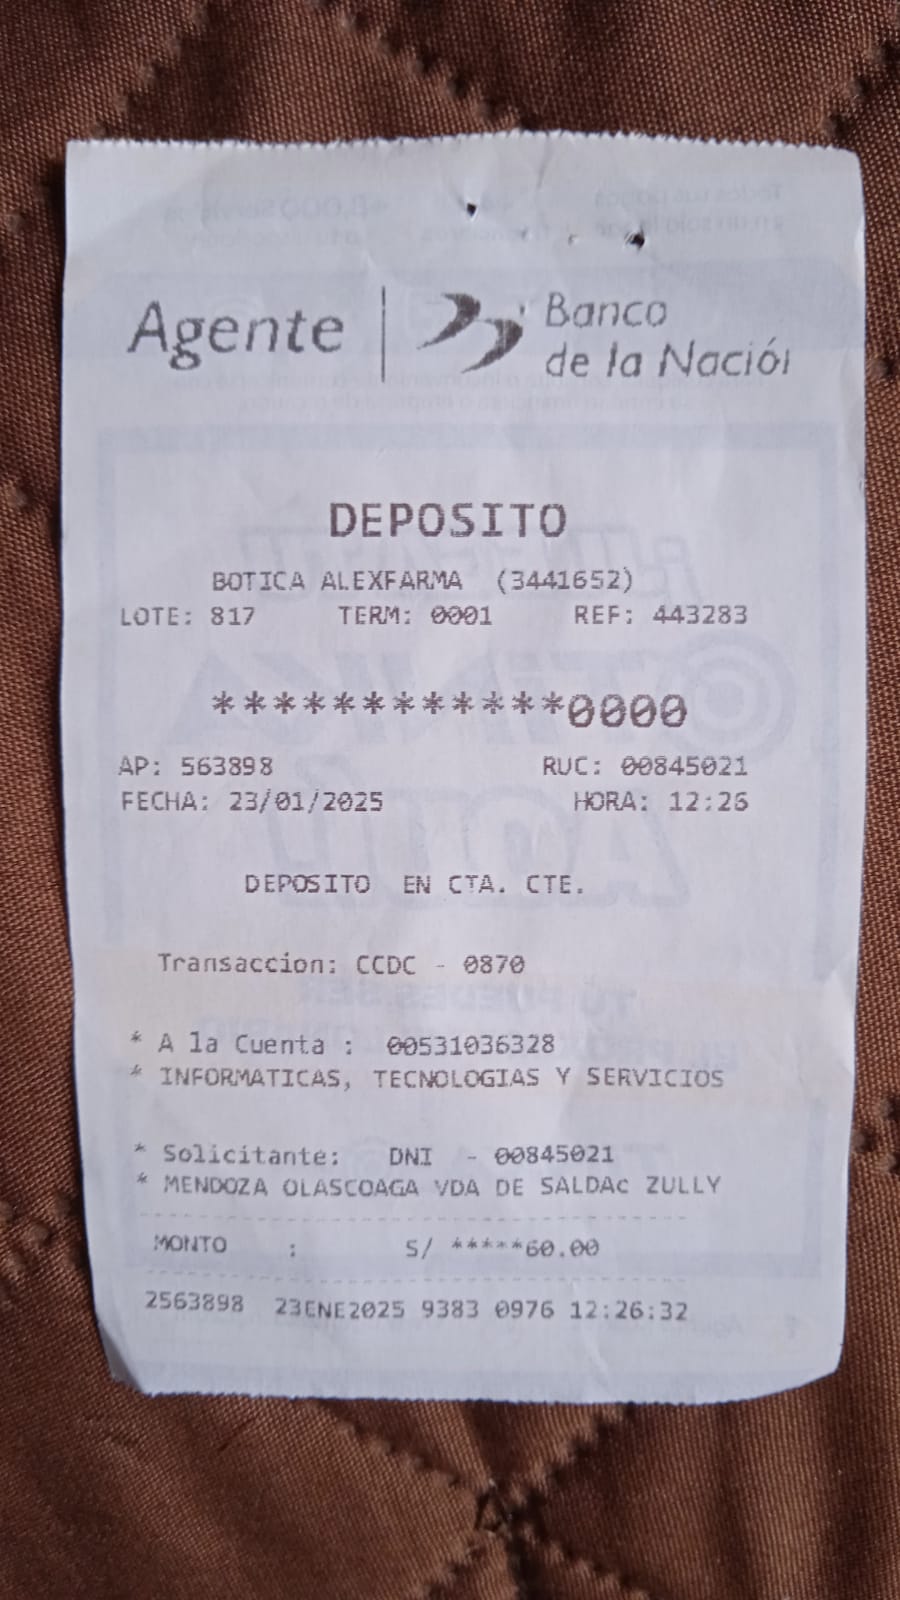 Agente
Banco
de la Nación
DEPOSITO
BOTICA ALEXFARMA (3441652)
LOTE: 817 TERM: 0001 REF: 443283
************0000
AP: 563898 RUC: 00845021
FECHA: 23/01/2025 HORA: 12:26
DEPOSITO EN CTA. CTE.
Transaccion: CCDC - 0870
* A la Cuenta : 00531036328
* INFORMATICAS, TECNOLOGIAS Y SERVICIOS
* Solicitante: DNI - 00845021
* MENDOZA OLASCOAGA VDA DE SALDAc ZULLY
MONTO : S/ *****60.00
2563898 23ENE2025 9383 0976 12:26:32